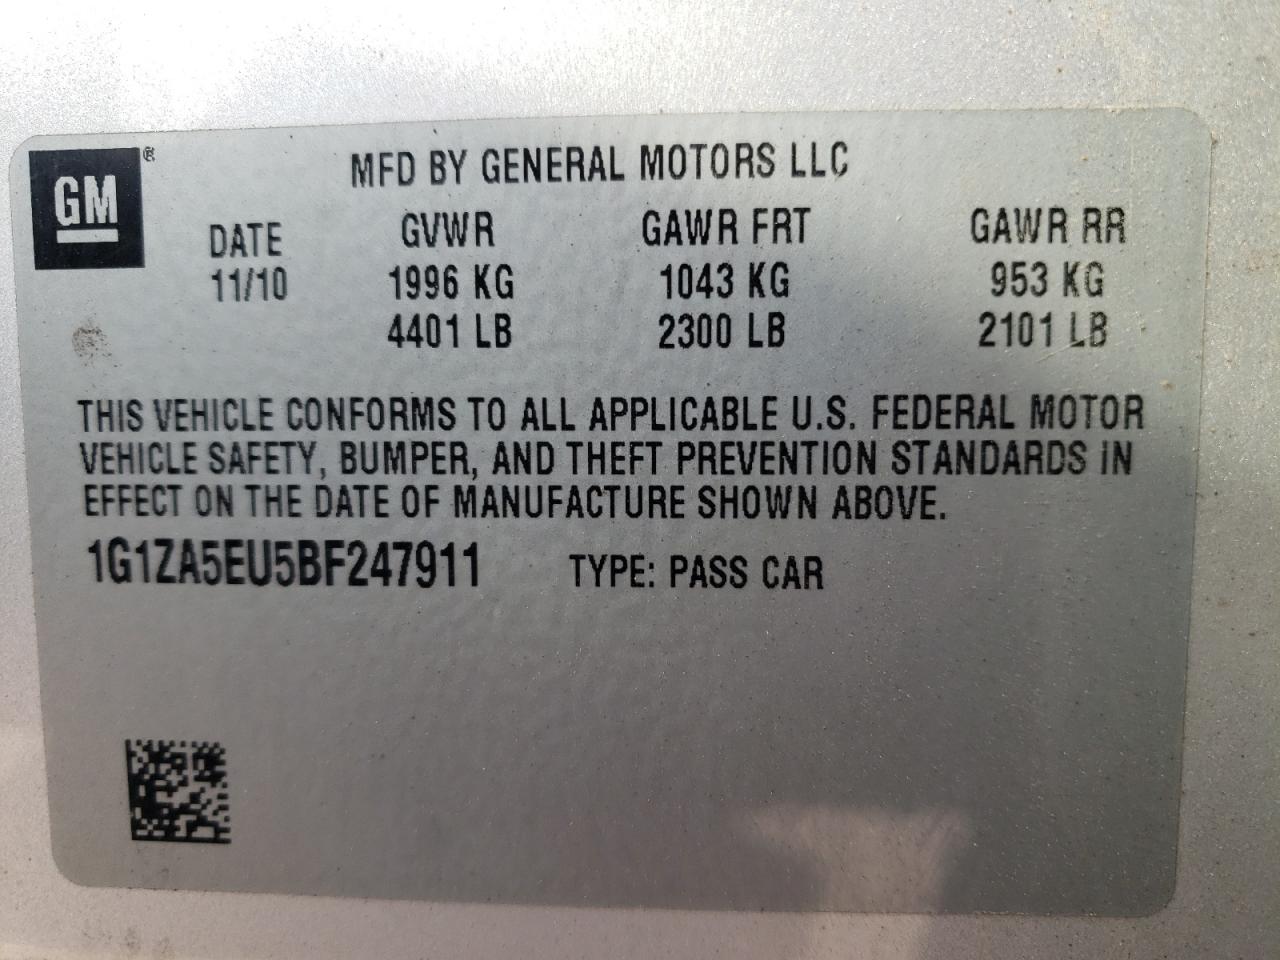 GM ®
MFD BY GENERAL MOTORS LLC
DATE GVWR GAWR FRT GAWR RR
11/10 1996 KG 1043 KG 953 KG
4401 LB 2300 LB 2101 LB
THIS VEHICLE CONFORMS TO ALL APPLICABLE U.S. FEDERAL MOTOR
VEHICLE SAFETY, BUMPER, AND THEFT PREVENTION STANDARDS IN
EFFECT ON THE DATE OF MANUFACTURE SHOWN ABOVE.
1G1ZA5EU5BF247911 TYPE: PASS CAR